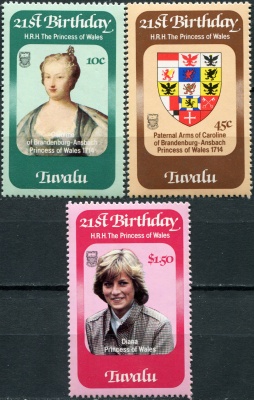 21st Birthday
H.R.H. The Princess of Wales
10c
Caroline
of Brandenburg-Ansbach
Princess of Wales 1714
Tuvalu
21st Birthday
H.R.H. The Princess of Wales
45c
Paternal Arms of Caroline
of Brandenburg-Ansbach
Princess of Wales 1714
Tuvalu
21st Birthday
H.R.H. The Princess of Wales
$1.50
Diana
Princess of Wales
Tuvalu